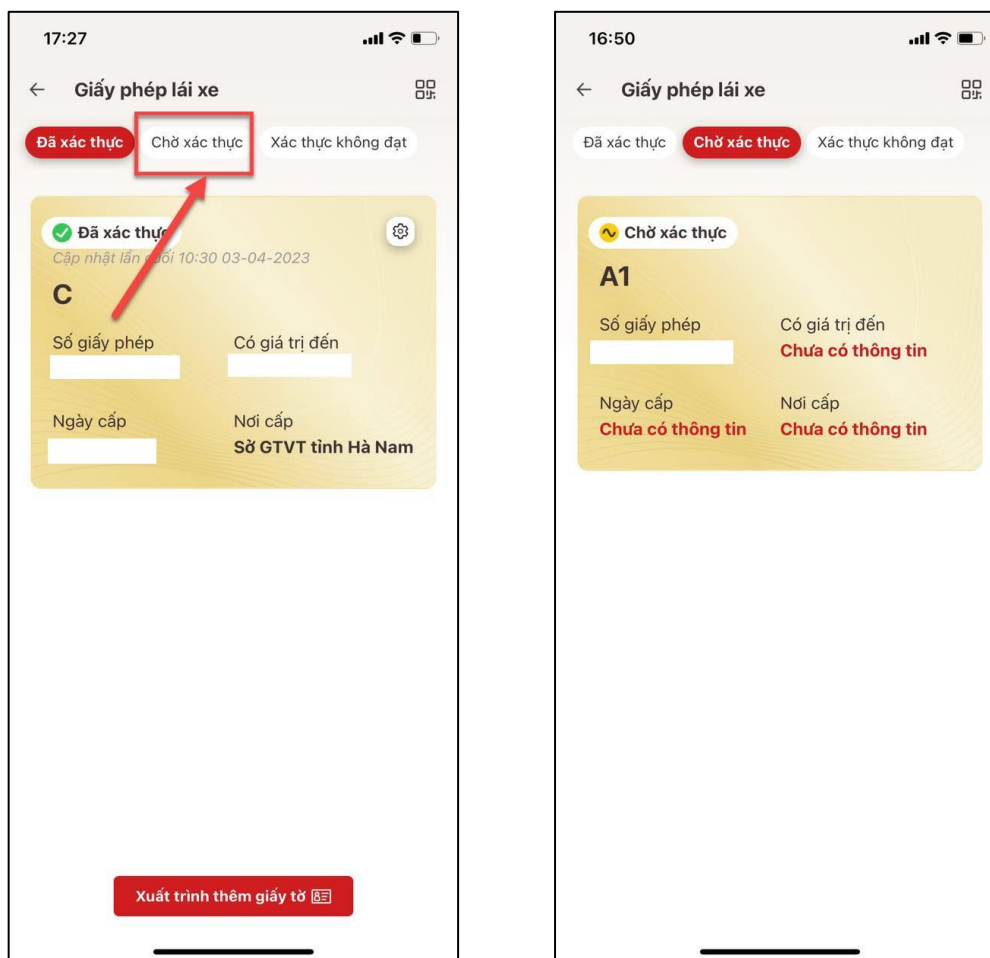 17:27
Giấy phép lái xe
Đã xác thực Chờ xác thực Xác thực không đạt
Đã xác thực
Cập nhật lần cuối 10:30 03-04-2023
C
Số giấy phép Có giá trị đến
Ngày cấp Nơi cấp
Sở GTVT tỉnh Hà Nam
Xuất trình thêm giấy tờ
16:50
Giấy phép lái xe
Đã xác thực Chờ xác thực Xác thực không đạt
Chờ xác thực
A1
Số giấy phép Có giá trị đến
Chưa có thông tin
Ngày cấp Nơi cấp
Chưa có thông tin Chưa có thông tin